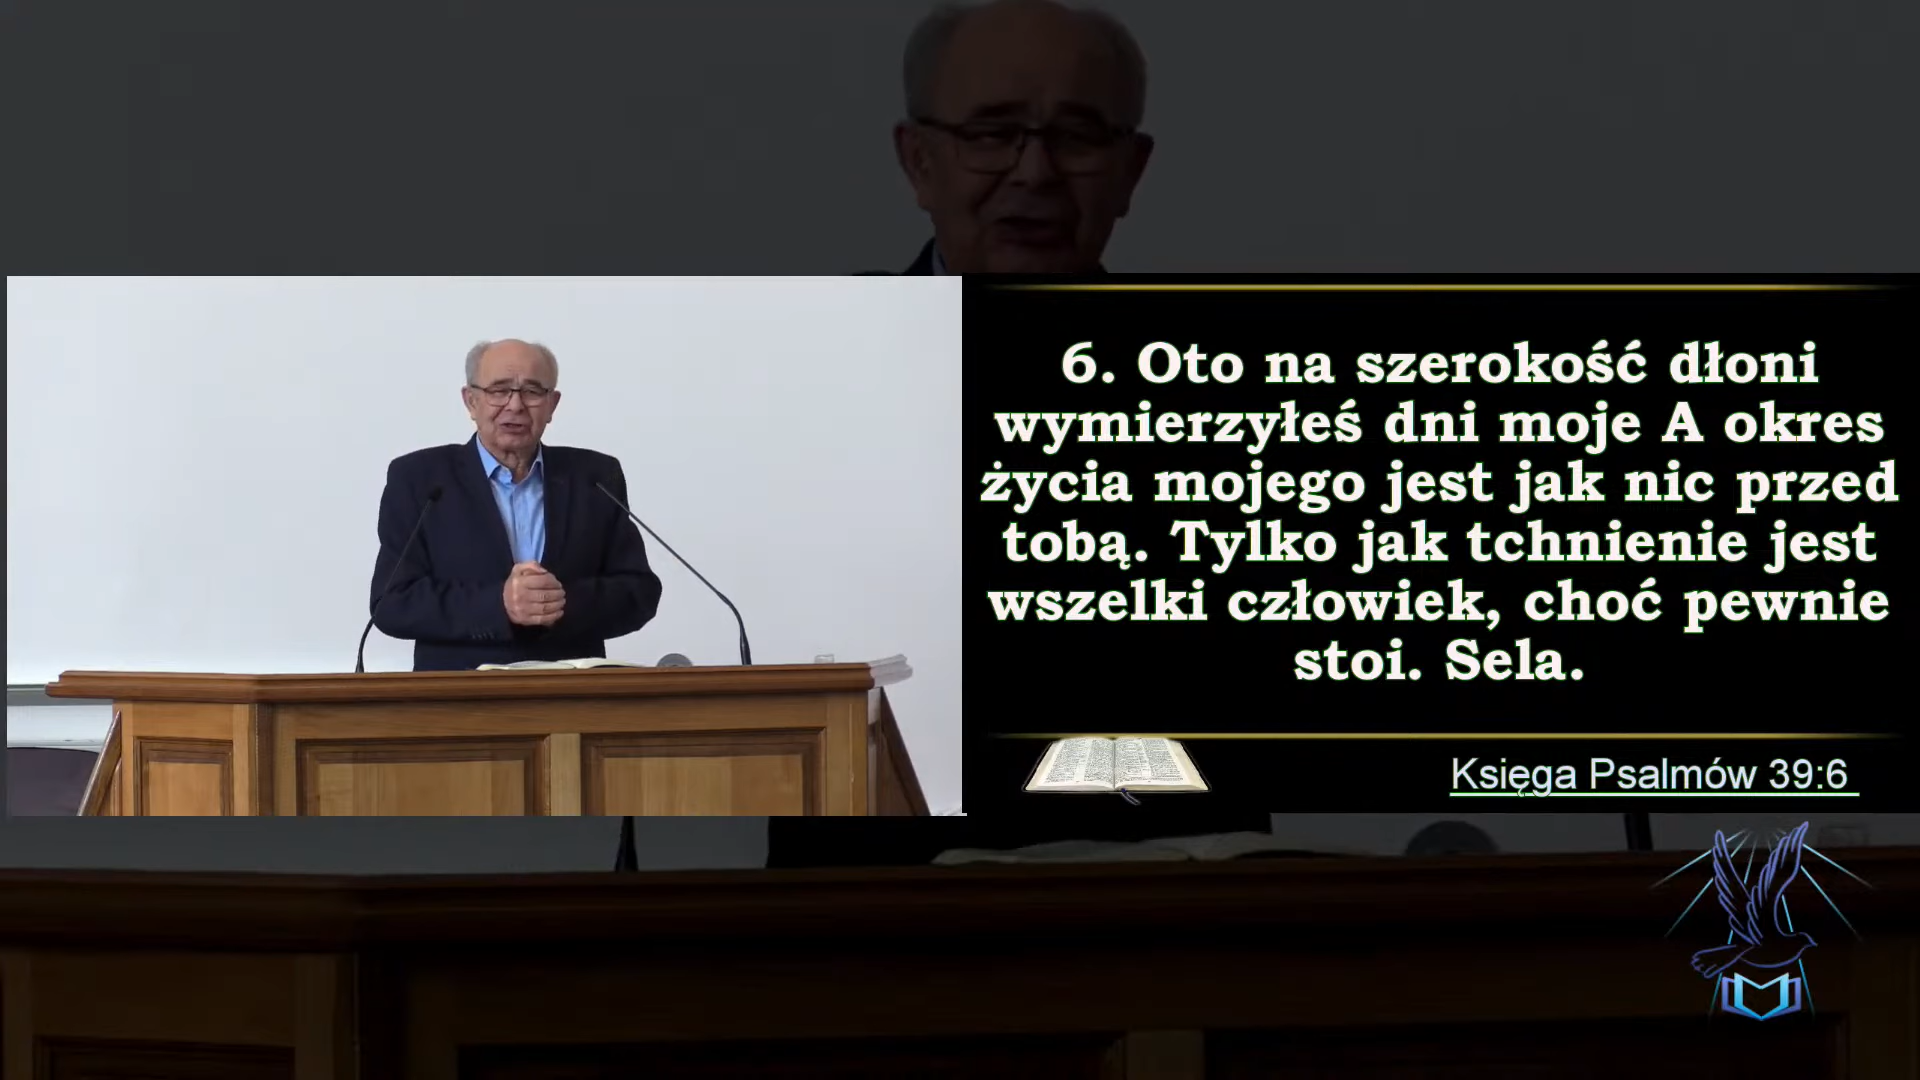 6. Oto na szerokość dłoni
wymierzyłeś dni moje A okres
życia mojego jest jak nic przed
tobą. Tylko jak tchnienie jest
wszelki człowiek, choć pewnie
stoi. Sela.
Księga Psalmów 39:6